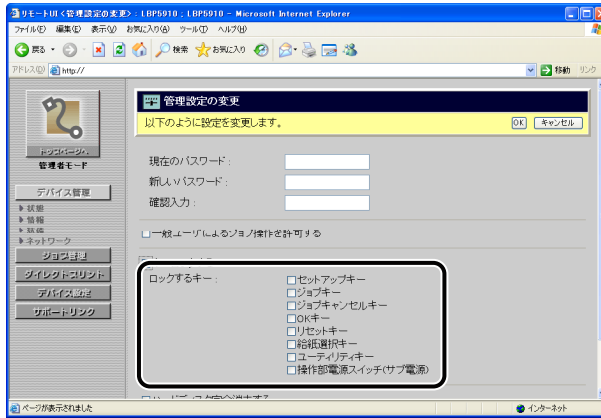 リモートUI <管理設定の変更> : LBP5910 ; LBP5910 - Microsoft Internet Explorer
ファイル(F) 編集(E) 表示(V) お気に入り(A) ツール(T) ヘルプ(H)
戻る 検索 お気に入り
アドレス(D) http:// 移動 リンク
管理設定の変更
以下のように設定を変更します。 OK キャンセル
トップページへ
管理者モード
デバイス管理
状態
情報
ネットワーク
ジョブ管理
ダイレクトプリント
デバイス設定
サポートリンク
現在のパスワード :
新しいパスワード :
確認入力 :
一般ユーザによるジョブ操作を許可する
ロックするキー :
セットアップキー
ジョブキー
ジョブキャンセルキー
OKキー
リセットキー
給紙選択キー
ユーティリティキー
操作部電源スイッチ(サブ電源)
ページが表示されました インターネット